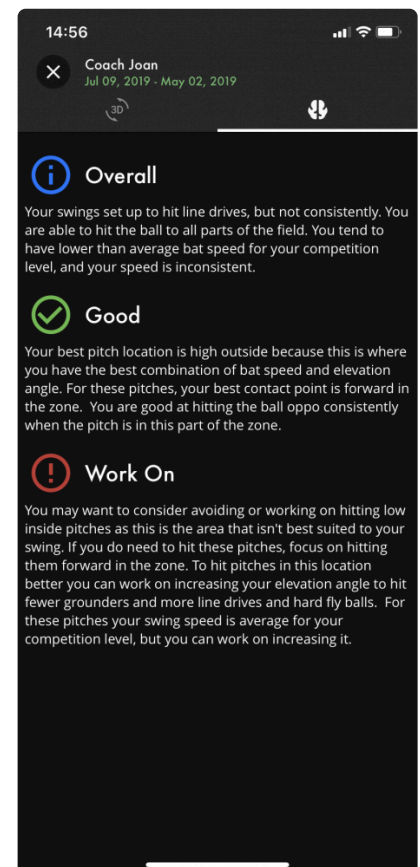 14:56
Coach Joan
Jul 09, 2019 - May 02, 2019
3D
Overall
Your swings set up to hit line drives, but not consistently. You
are able to hit the ball to all parts of the field. You tend to
have lower than average bat speed for your competition
level, and your speed is inconsistent.
Good
Your best pitch location is high outside because this is where
you have the best combination of bat speed and elevation
angle. For these pitches, your best contact point is forward in
the zone.  You are good at hitting the ball oppo consistently
when the pitch is in this part of the zone.
Work On
You may want to consider avoiding or working on hitting low
inside pitches as this is the area that isn't best suited to your
swing. If you do need to hit these pitches, focus on hitting
them forward in the zone. To hit pitches in this location
better you can work on increasing your elevation angle to hit
fewer grounders and more line drives and hard fly balls.  For
these pitches your swing speed is average for your
competition level, but you can work on increasing it.